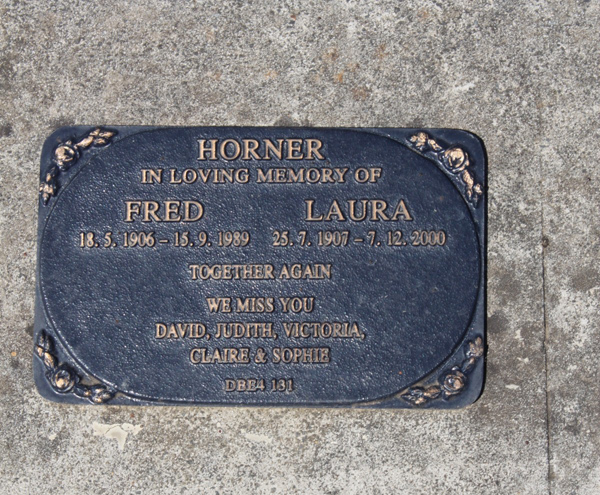 HORNER
IN LOVING MEMORY OF
FRED LAURA
18. 5. 1906 – 15. 9. 1989 25. 7. 1907 – 7. 12. 2000
TOGETHER AGAIN
WE MISS YOU
DAVID, JUDITH, VICTORIA,
CLAIRE & SOPHIE
DBE4 131